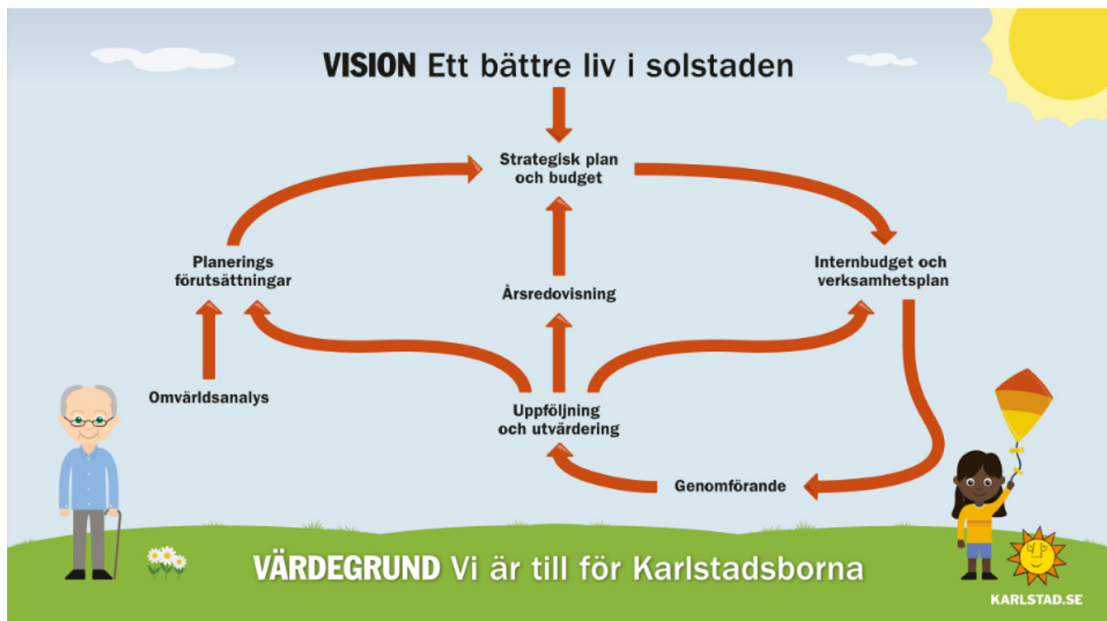 VISION Ett bättre liv i solstaden
Strategisk plan
och budget
Planerings
förutsättningar
Internbudget och
verksamhetsplan
Årsredovisning
Omvärldsanalys
Uppföljning
och utvärdering
Genomförande
VÄRDEGRUND Vi är till för Karlstadsborna
KARLSTAD.SE